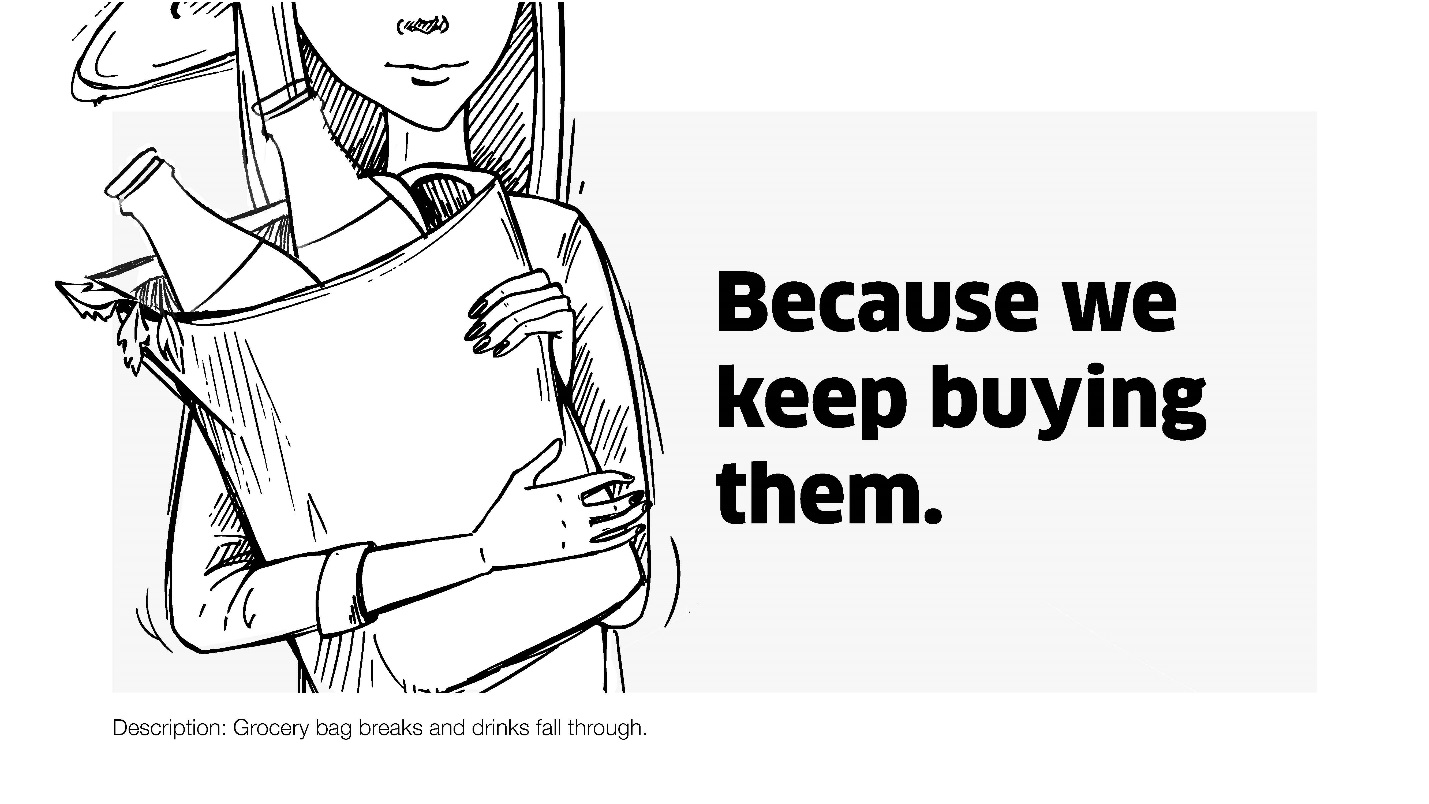 Because we
keep buying
them.
Description: Grocery bag breaks and drinks fall through.